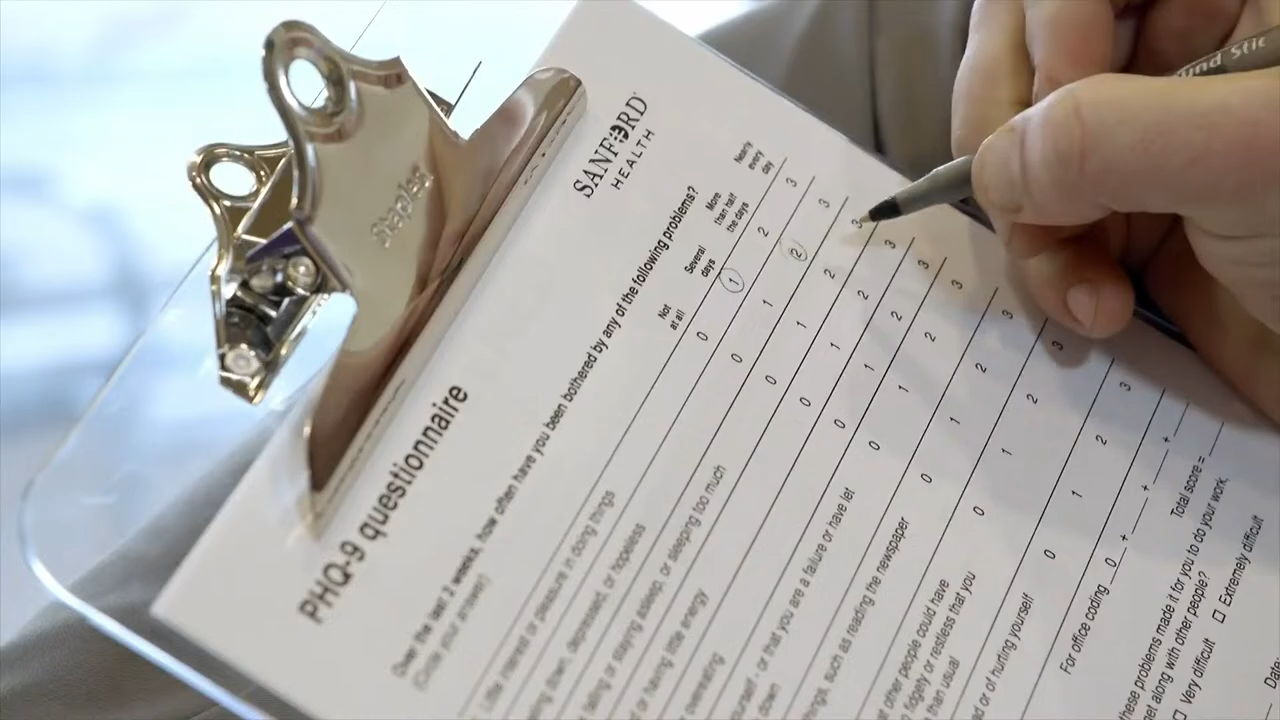 Staples
SANFORD
HEALTH
PHQ-9 questionnaire
Over the last 2 weeks, how often have you been bothered by any of the following problems?
(Circle your answer)
Not at all
Several days
More than half the days
Nearly every day
Little interest or pleasure in doing things 0 1 2 3
down, depressed, or hopeless 0 1 2 3
falling or staying asleep, or sleeping too much 0 1 2 3
or having little energy 0 1 2 3
overeating 0 1 2 3
yourself - or that you are a failure or have let 0 1 2 3
down
things, such as reading the newspaper 0 1 2 3
other people could have 0 1 2 3
fidgety or restless that you
than usual
or of hurting yourself 0 1 2 3
For office coding 0 + ___ + ___ + ___
Total score = ___
these problems made it for you to do your work,
get along with other people?
Very difficult
Extremely difficult